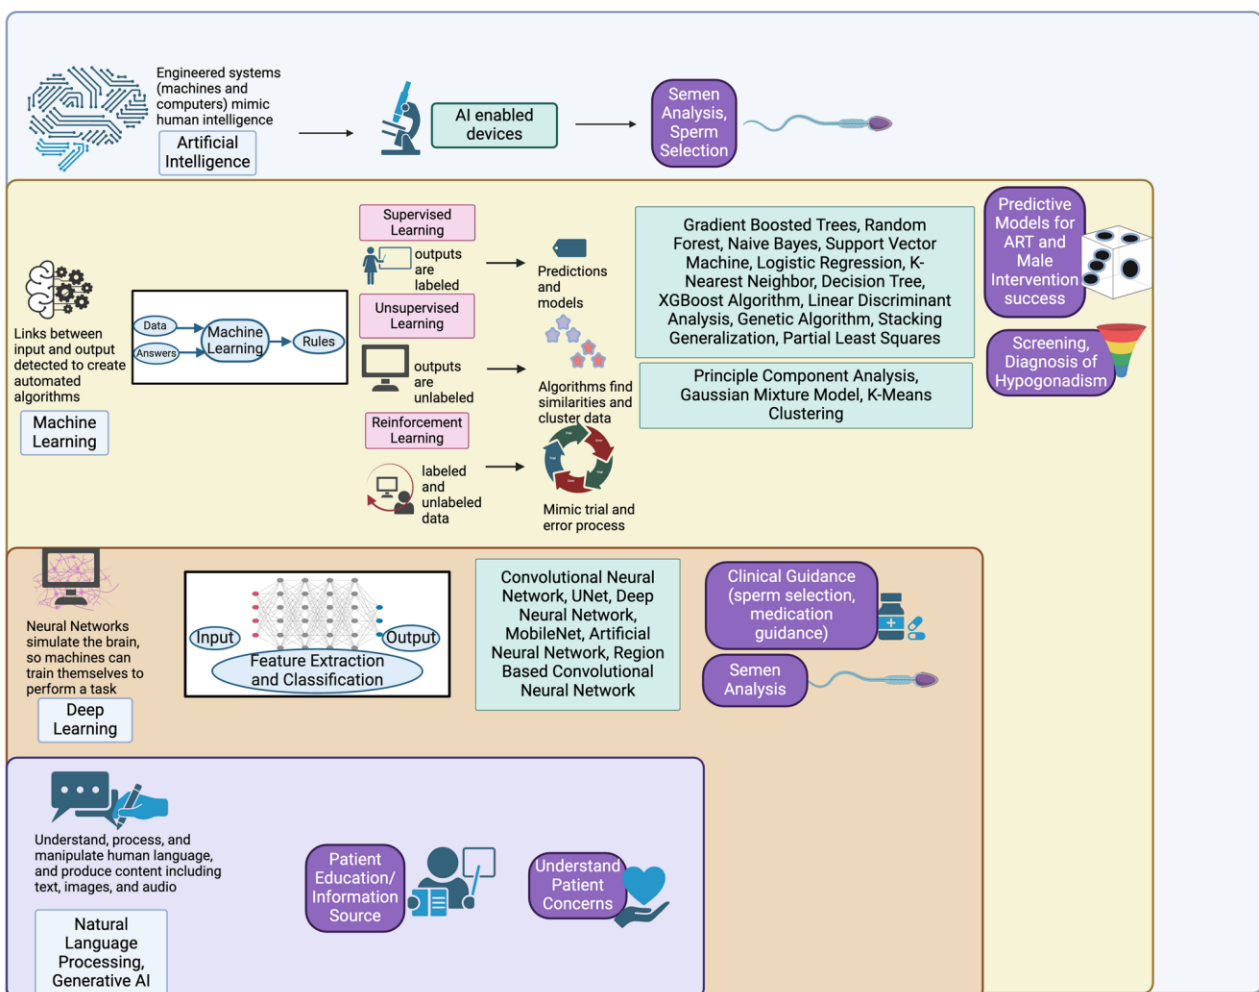 Engineered systems
(machines and
computers) mimic
human intelligence
Artificial
Intelligence
AI enabled
devices
Semen
Analysis,
Sperm
Selection
Links between
input and output
detected to create
automated
algorithms
Machine
Learning
Data
Answers
Machine
Learning
Rules
Supervised
Learning
outputs
are
labeled
Predictions
and
models
Unsupervised
Learning
outputs
are
unlabeled
Algorithms find
similarities and
cluster data
Reinforcement
Learning
labeled
and
unlabeled
data
Mimic trial and
error process
Gradient Boosted Trees, Random
Forest, Naive Bayes, Support Vector
Machine, Logistic Regression, K-
Nearest Neighbor, Decision Tree,
XGBoost Algorithm, Linear Discriminant
Analysis, Genetic Algorithm, Stacking
Generalization, Partial Least Squares
Principle Component Analysis,
Gaussian Mixture Model, K-Means
Clustering
Predictive
Models for
ART and
Male
Intervention
success
Screening,
Diagnosis of
Hypogonadism
Neural Networks
simulate the brain,
so machines can
train themselves to
perform a task
Deep
Learning
Input
Output
Feature Extraction
and Classification
Convolutional Neural
Network, UNet, Deep
Neural Network,
MobileNet, Artificial
Neural Network, Region
Based Convolutional
Neural Network
Clinical Guidance
(sperm selection,
medication
guidance)
Semen
Analysis
Understand, process, and
manipulate human language,
and produce content including
text, images, and audio
Natural
Language
Processing,
Generative AI
Patient
Education/
Information
Source
Understand
Patient
Concerns